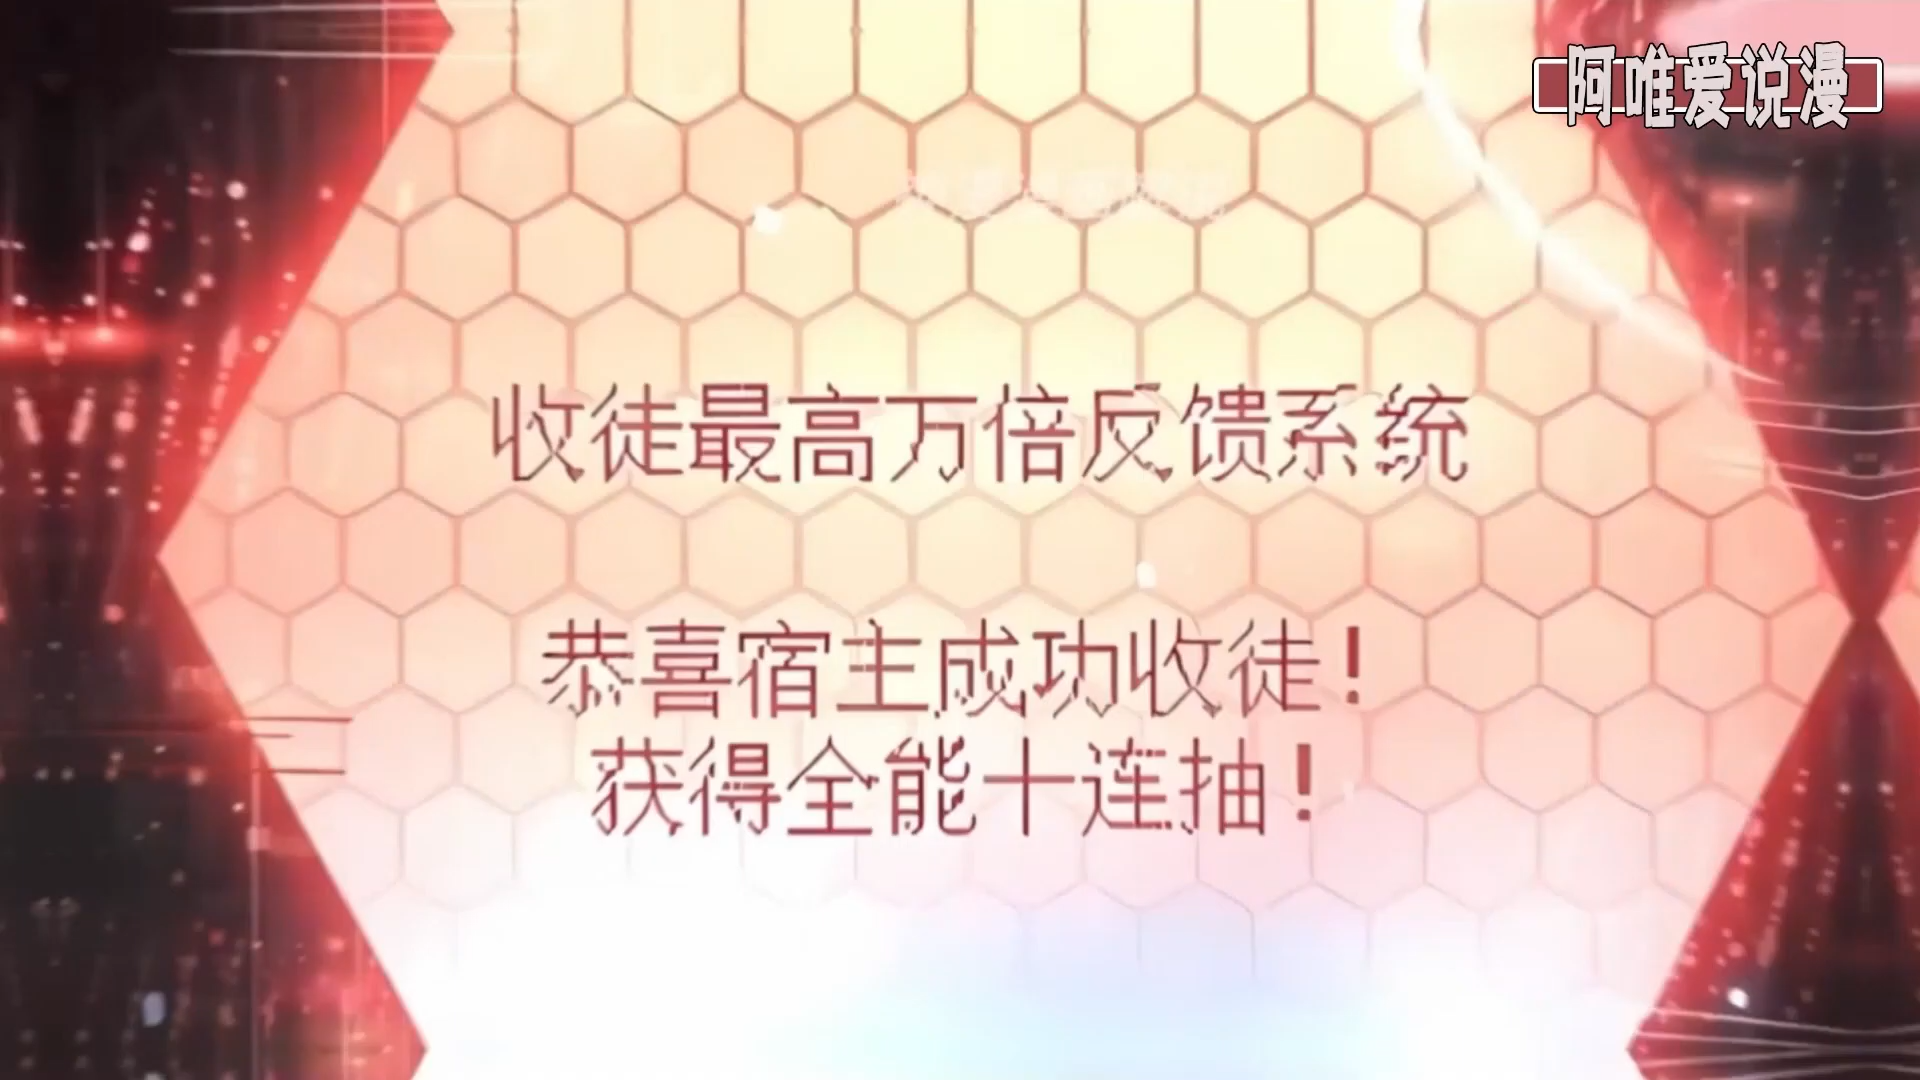 阿唯爱说漫
收徒最高万倍反馈系统
恭喜宿主成功收徒！
获得全能十连抽！